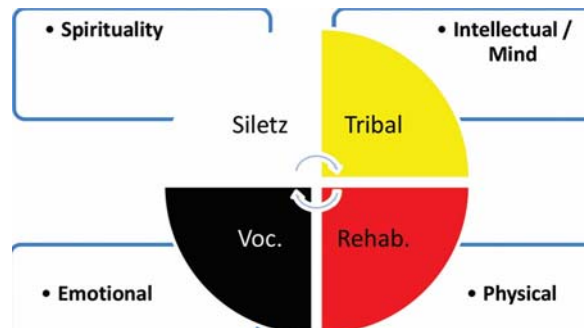 • Spirituality
• Intellectual /
Mind
Siletz
Tribal
Voc.
Rehab.
• Emotional
• Physical